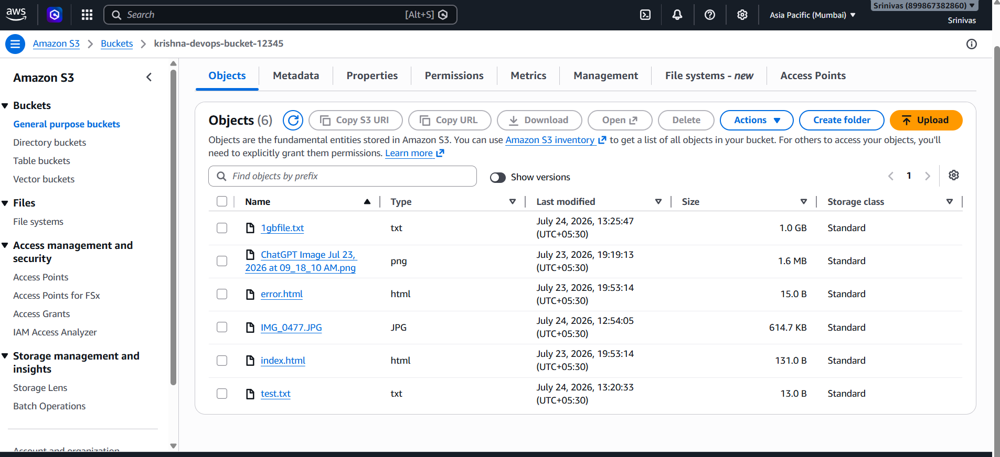 aws
Search [Alt+S]
Asia Pacific (Mumbai)
Srinivas (899867382860)
Srinivas
Amazon S3 Buckets krishna-devops-bucket-12345
Amazon S3
Buckets
General purpose buckets
Directory buckets
Table buckets
Vector buckets
Files
File systems
Access management and
security
Access Points
Access Points for FSx
Access Grants
IAM Access Analyzer
Storage management and
insights
Storage Lens
Batch Operations
Account and organization
Objects Metadata Properties Permissions Metrics Management File systems - new Access Points
Objects (6) Copy S3 URI Copy URL Download Open Delete Actions Create folder Upload
Objects are the fundamental entities stored in Amazon S3. You can use Amazon S3 inventory to get a list of all objects in your bucket. For others to access your objects, you'll
need to explicitly grant them permissions. Learn more
Find objects by prefix Show versions 1
Name Type Last modified Size Storage class
1gbfile.txt txt July 24, 2026, 13:25:47 (UTC+05:30) 1.0 GB Standard
ChatGPT Image Jul 23, 2026 at 09_18_10 AM.png png July 23, 2026, 19:19:13 (UTC+05:30) 1.6 MB Standard
error.html html July 23, 2026, 19:53:14 (UTC+05:30) 15.0 B Standard
IMG_0477.JPG JPG July 24, 2026, 12:54:05 (UTC+05:30) 614.7 KB Standard
index.html html July 23, 2026, 19:53:14 (UTC+05:30) 131.0 B Standard
test.txt txt July 24, 2026, 13:20:33 (UTC+05:30) 13.0 B Standard